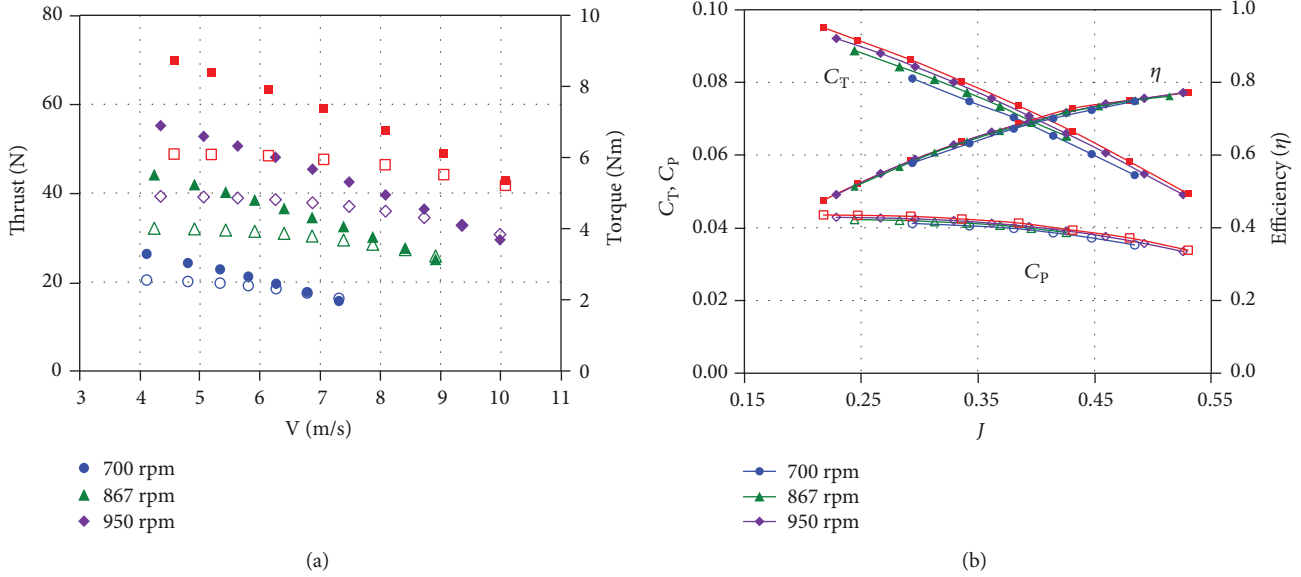 80
60
40
20
0
Thrust (N)
10
8
6
4
2
0
Torque (Nm)
3 4 5 6 7 8 9 10 11
V (m/s)
700 rpm
867 rpm
950 rpm
(a)
0.10
0.08
0.06
0.04
0.02
0.00
C_T, C_P
1.0
0.8
0.6
0.4
0.2
0.0
Efficiency (η)
C_T
η
C_P
0.15 0.25 0.35 0.45 0.55
J
700 rpm
867 rpm
950 rpm
(b)